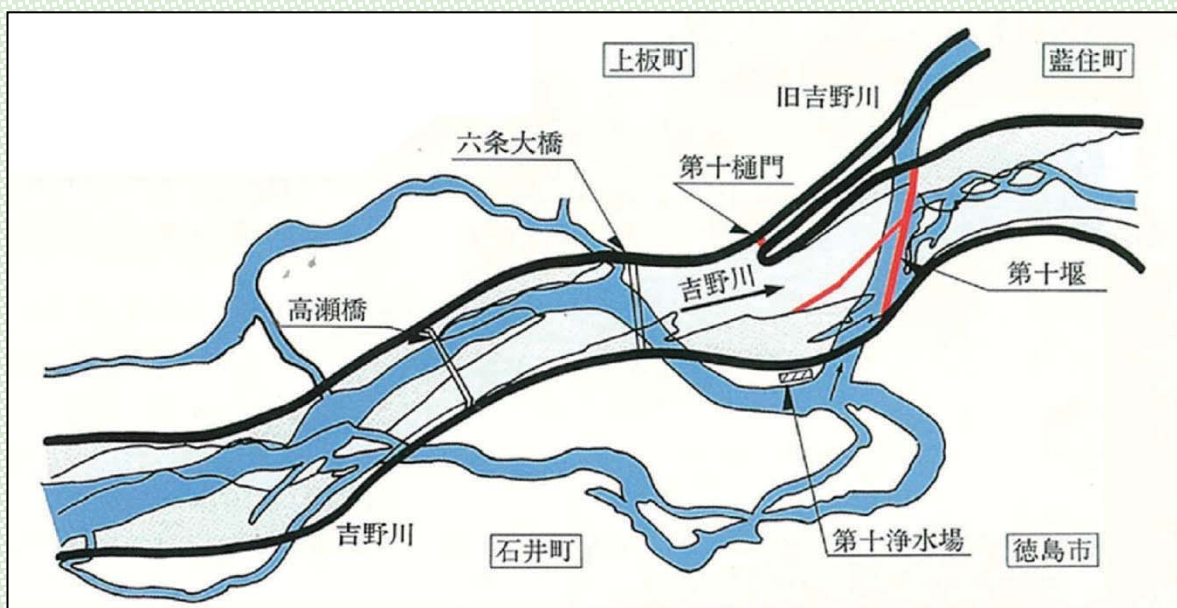 上板町
藍住町
旧吉野川
六条大橋
第十樋門
吉野川
第十堰
高瀬橋
吉野川
石井町
第十浄水場
徳島市